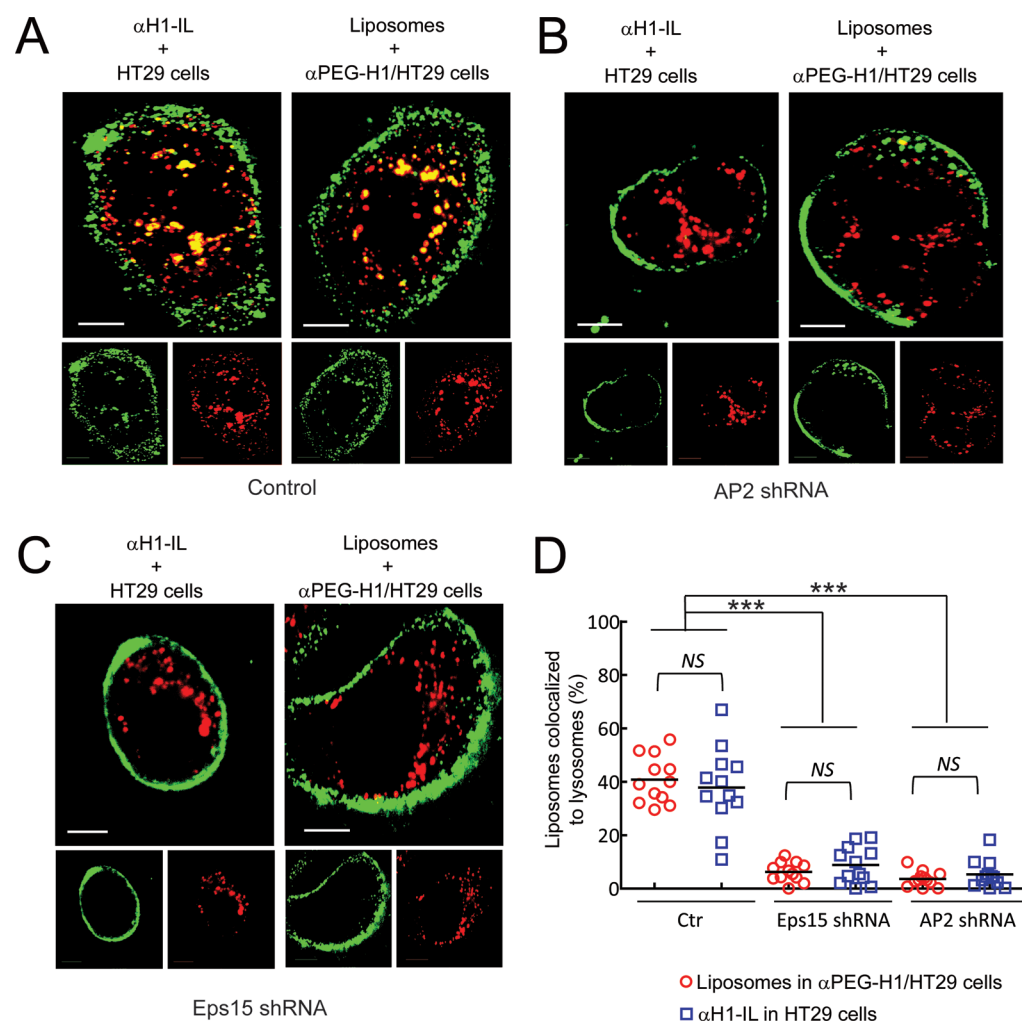 A
αH1-IL
+
HT29 cells
Liposomes
+
αPEG-H1/HT29 cells
Control
B
αH1-IL
+
HT29 cells
Liposomes
+
αPEG-H1/HT29 cells
AP2 shRNA
C
αH1-IL
+
HT29 cells
Liposomes
+
αPEG-H1/HT29 cells
Eps15 shRNA
D
Liposomes colocalized
to lysosomes (%)
100
80
60
40
20
0
***
***
NS
NS
NS
Ctr
Eps15 shRNA
AP2 shRNA
Liposomes in αPEG-H1/HT29 cells
αH1-IL in HT29 cells